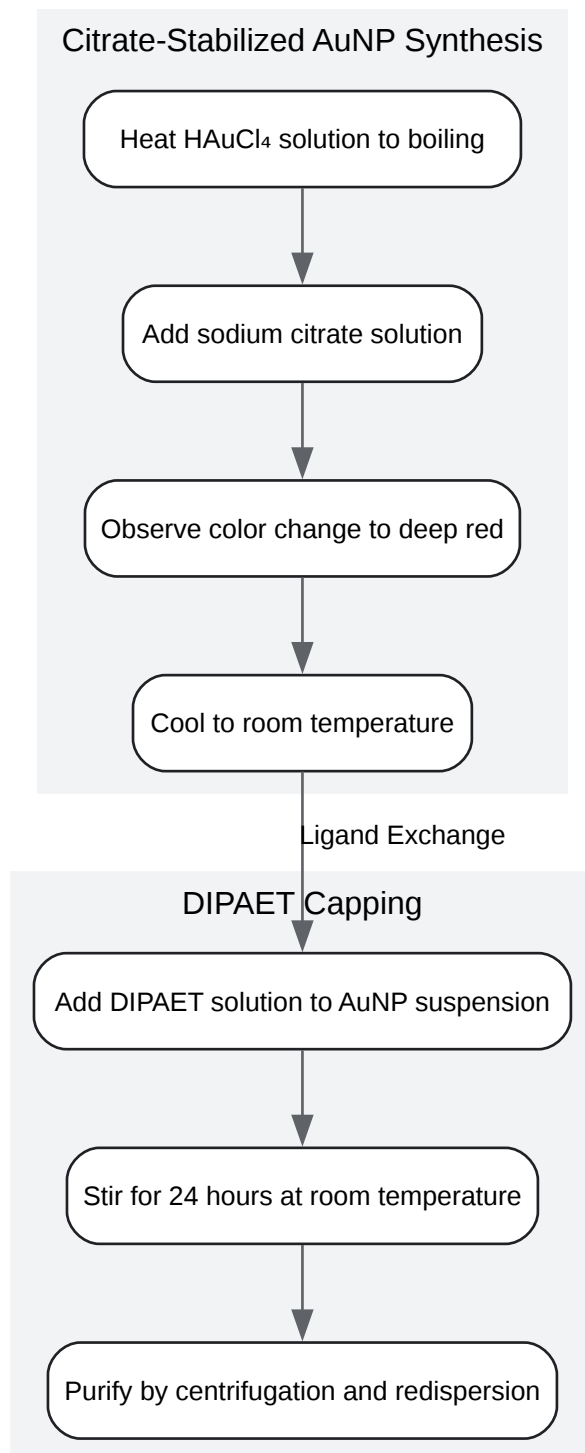 Citrate-Stabilized AuNP Synthesis
Heat HAuCl₄ solution to boiling
Add sodium citrate solution
Observe color change to deep red
Cool to room temperature
Ligand Exchange
DIPAET Capping
Add DIPAET solution to AuNP suspension
Stir for 24 hours at room temperature
Purify by centrifugation and redispersion